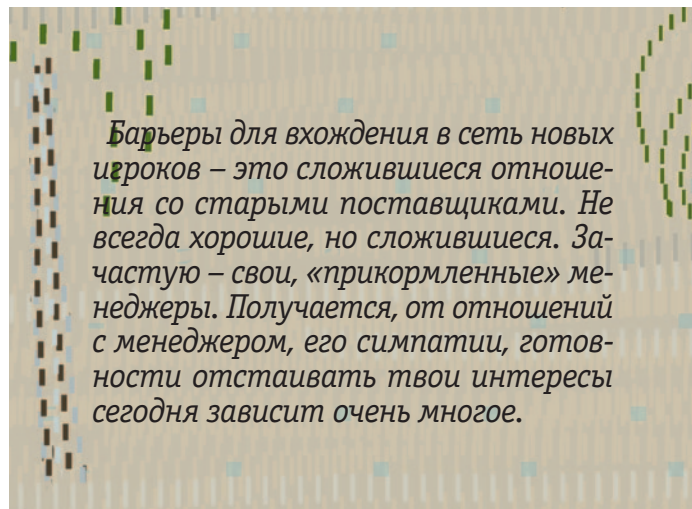 Барьеры для вхождения в сеть новых
игроков – это сложившиеся отноше-
ния со старыми поставщиками. Не
всегда хорошие, но сложившиеся. За-
частую – свои, «прикормленные» ме-
неджеры. Получается, от отношений
с менеджером, его симпатии, готов-
ности отстаивать твои интересы
сегодня зависит очень многое.